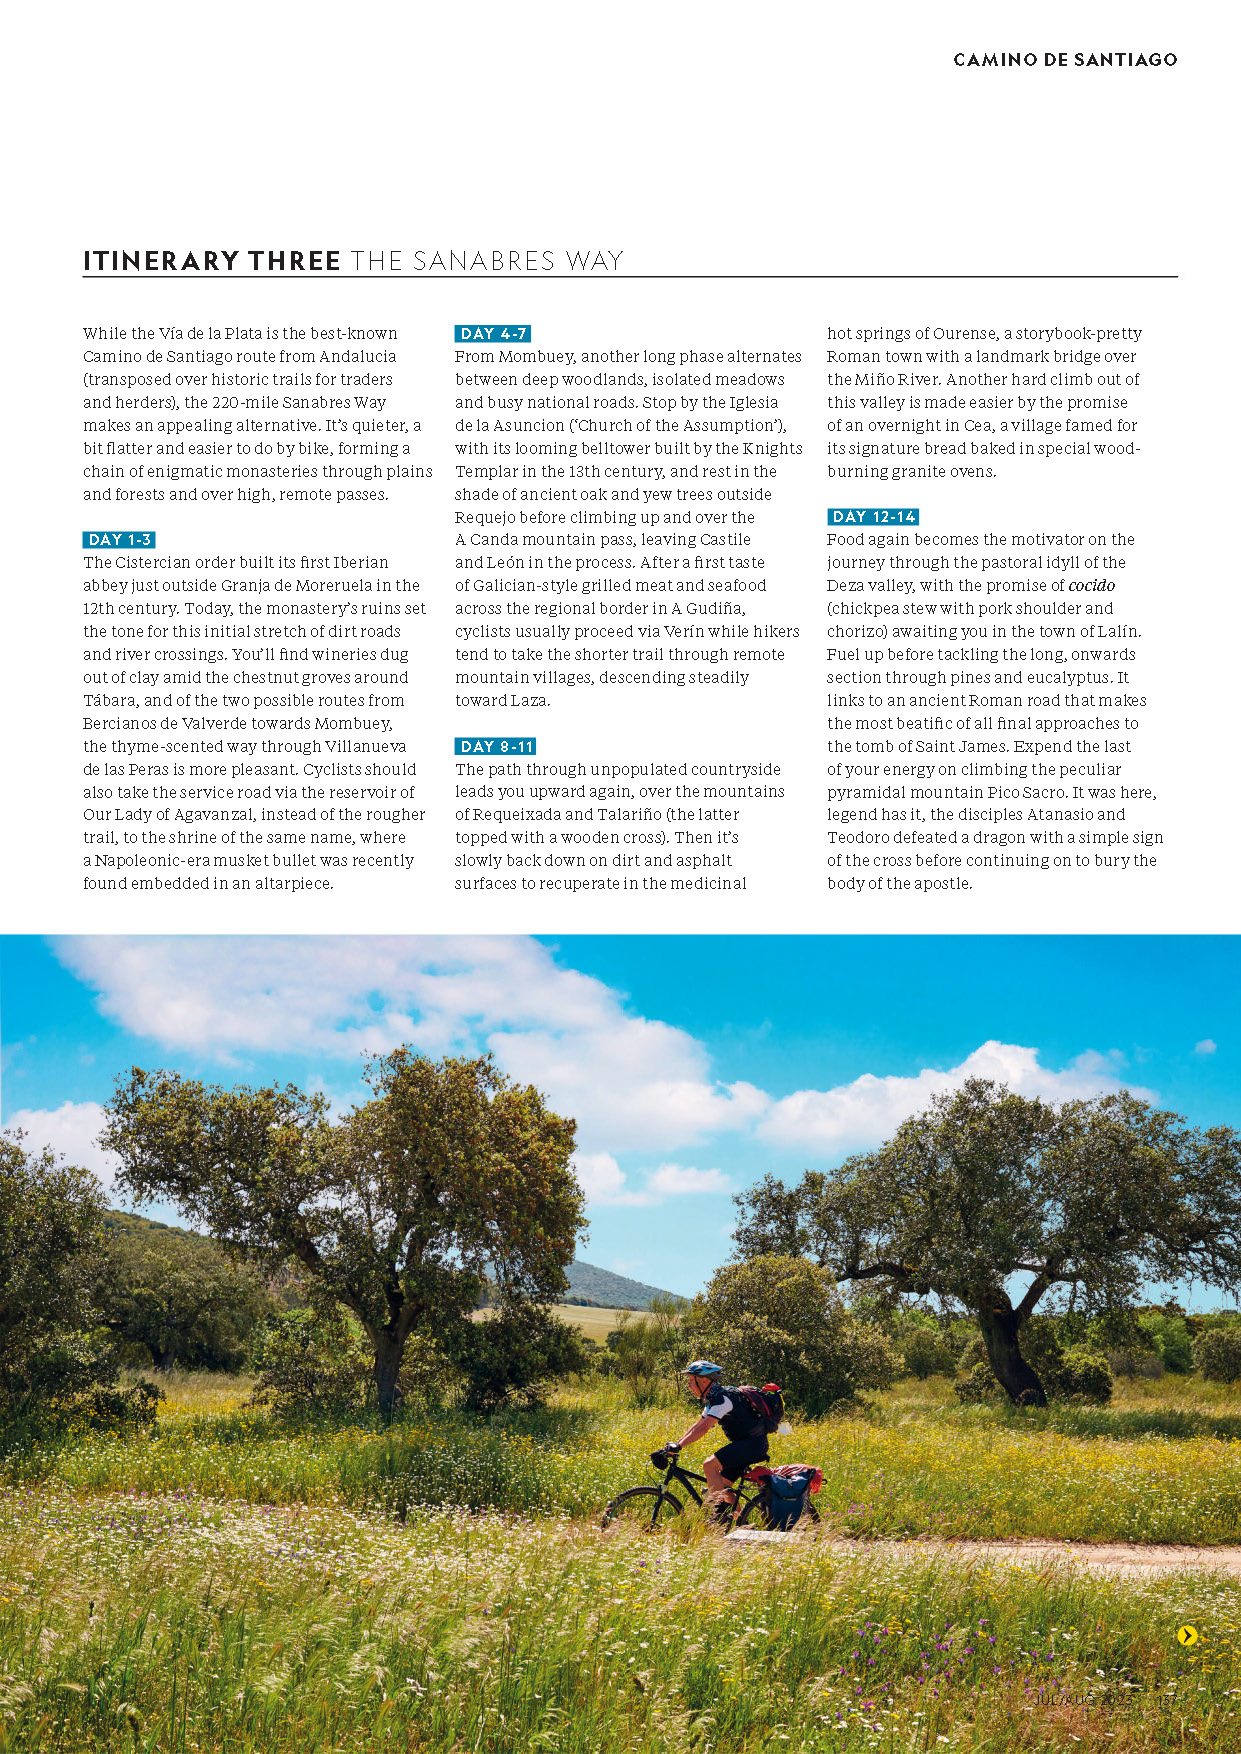 CAMINO DE SANTIAGO
ITINERARY THREE THE SANABRES WAY
While the Vía de la Plata is the best-known
Camino de Santiago route from Andalucia
(transposed over historic trails for traders
and herders), the 220-mile Sanabres Way
makes an appealing alternative. It’s quieter, a
bit flatter and easier to do by bike, forming a
chain of enigmatic monasteries through plains
and forests and over high, remote passes.
DAY 1-3
The Cistercian order built its first Iberian
abbey just outside Granja de Moreruela in the
12th century. Today, the monastery’s ruins set
the tone for this initial stretch of dirt roads
and river crossings. You’ll find wineries dug
out of clay amid the chestnut groves around
Tábara, and of the two possible routes from
Bercianos de Valverde towards Mombuey,
the thyme-scented way through Villanueva
de las Peras is more pleasant. Cyclists should
also take the service road via the reservoir of
Our Lady of Agavanzal, instead of the rougher
trail, to the shrine of the same name, where
a Napoleonic-era musket bullet was recently
found embedded in an altarpiece.
DAY 4-7
From Mombuey, another long phase alternates
between deep woodlands, isolated meadows
and busy national roads. Stop by the Iglesia
de la Asuncion (‘Church of the Assumption’),
with its looming belltower built by the Knights
Templar in the 13th century, and rest in the
shade of ancient oak and yew trees outside
Requejo before climbing up and over the
A Canda mountain pass, leaving Castile
and León in the process. After a first taste
of Galician-style grilled meat and seafood
across the regional border in A Gudiña,
cyclists usually proceed via Verín while hikers
tend to take the shorter trail through remote
mountain villages, descending steadily
toward Laza.
DAY 8-11
The path through unpopulated countryside
leads you upward again, over the mountains
of Requeixada and Talariño (the latter
topped with a wooden cross). Then it’s
slowly back down on dirt and asphalt
surfaces to recuperate in the medicinal
hot springs of Ourense, a storybook-pretty
Roman town with a landmark bridge over
the Miño River. Another hard climb out of
this valley is made easier by the promise
of an overnight in Cea, a village famed for
its signature bread baked in special wood-
burning granite ovens.
DAY 12-14
Food again becomes the motivator on the
journey through the pastoral idyll of the
Deza valley, with the promise of cocido
(chickpea stew with pork shoulder and
chorizo) awaiting you in the town of Lalín.
Fuel up before tackling the long, onwards
section through pines and eucalyptus. It
links to an ancient Roman road that makes
the most beatific of all final approaches to
the tomb of Saint James. Expend the last
of your energy on climbing the peculiar
pyramidal mountain Pico Sacro. It was here,
legend has it, the disciples Atanasio and
Teodoro defeated a dragon with a simple sign
of the cross before continuing on to bury the
body of the apostle.
JUL/AUG 2023 137